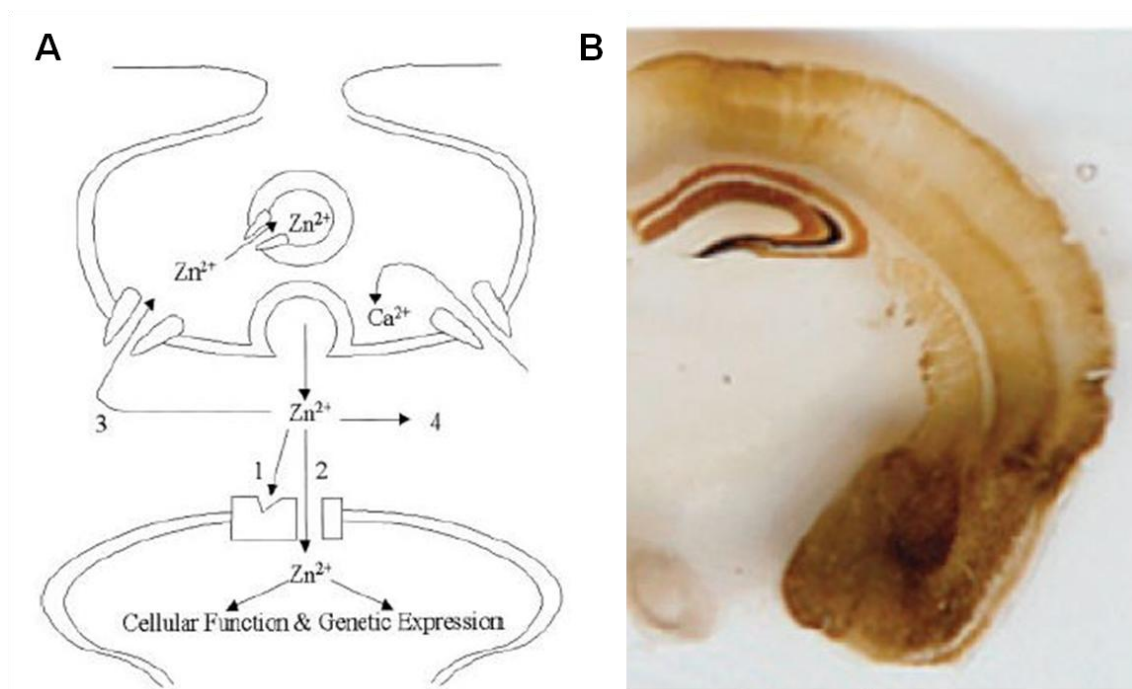 A
B
Zn²⁺
Zn²⁺
Ca²⁺
3
Zn²⁺
4
1
2
Zn²⁺
Cellular Function & Genetic Expression